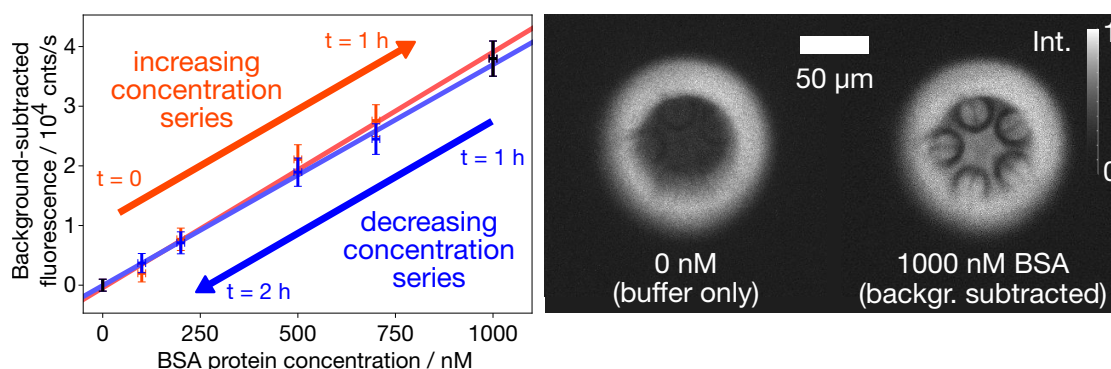 Background-subtracted
fluorescence / 10⁴ cnts/s
4
3
2
1
0
0
250
500
750
1000
BSA protein concentration / nM
t = 1 h
increasing
concentration
series
t = 0
t = 1 h
decreasing
concentration
series
t = 2 h
50 µm
Int.
1
0
0 nM
(buffer only)
1000 nM BSA
(backgr. subtracted)